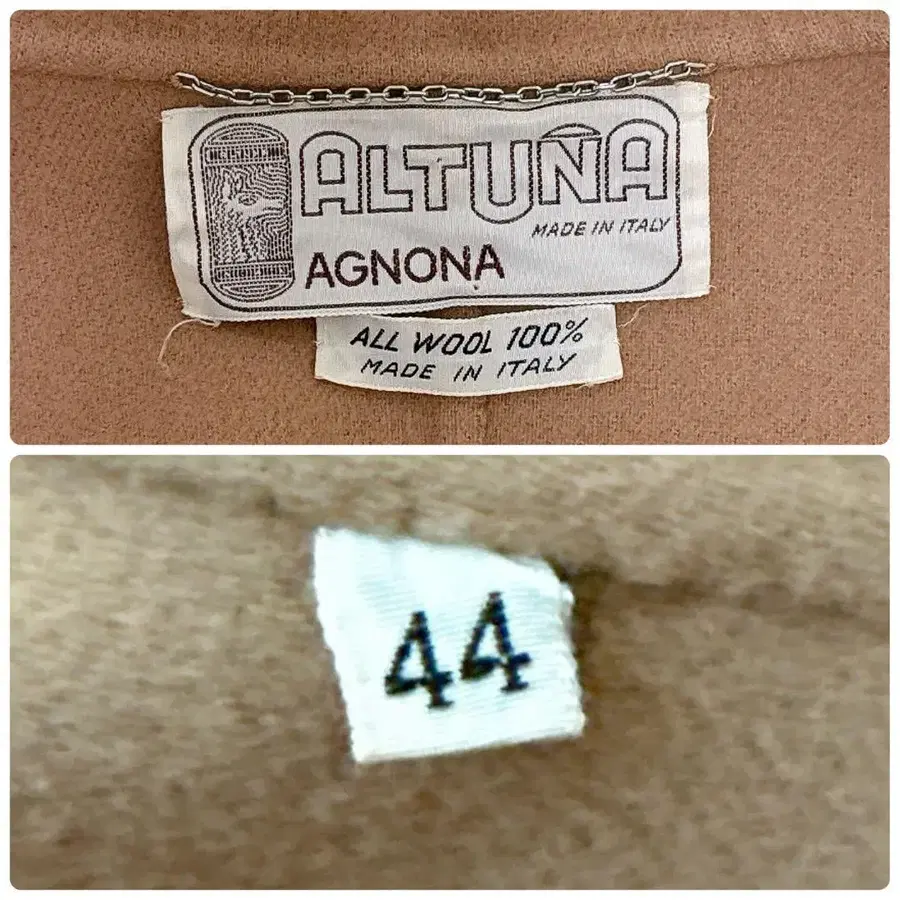 ALTUÑA
MADE IN ITALY
AGNONA
ALL WOOL 100%
MADE IN ITALY
44